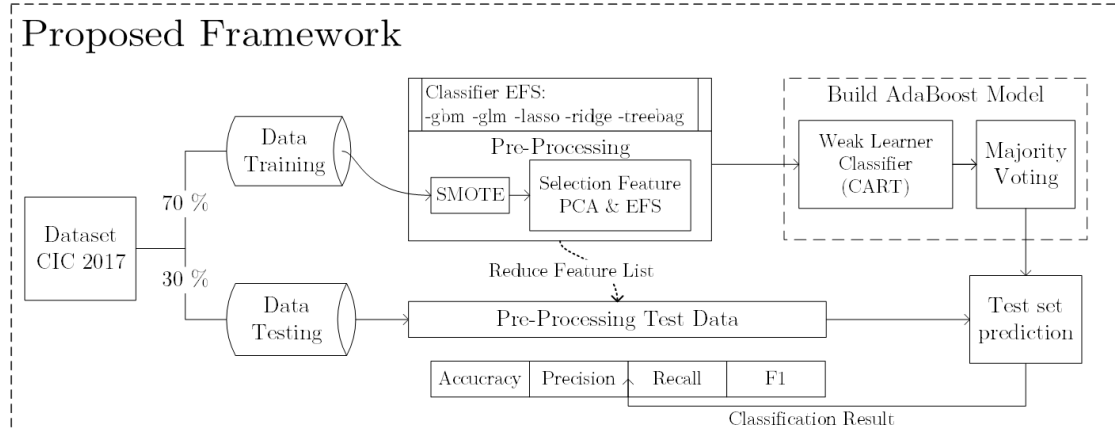 Proposed Framework
Classifier EFS:
-gbm -glm -lasso -ridge -treebag
Pre-Processing
SMOTE
Selection Feature
PCA & EFS
Build AdaBoost Model
Weak Learner
Classifier
(CART)
Majority
Voting
Data
Training
70 %
Dataset
CIC 2017
30 %
Data
Testing
Reduce Feature List
Pre-Processing Test Data
Test set
prediction
Accucracy Precision Recall F1
Classification Result